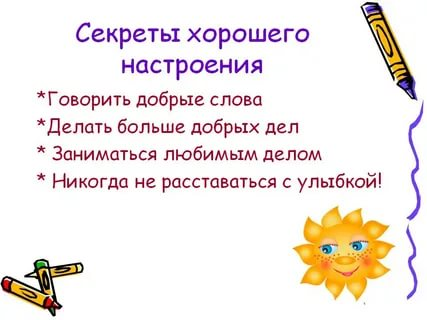 Секреты хорошего
настроения
*Говорить добрые слова
*Делать больше добрых дел
* Заниматься любимым делом
* Никогда не расставаться с улыбкой!